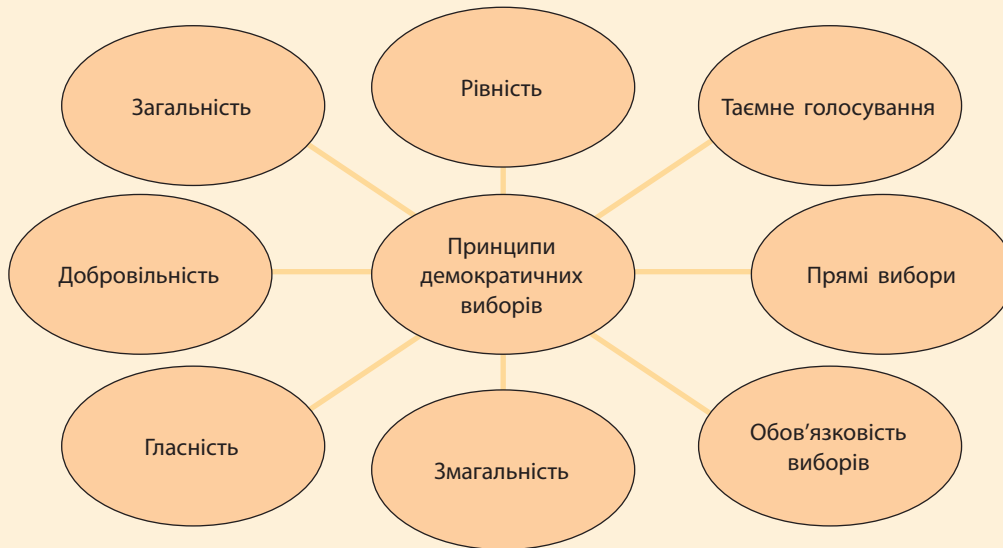 Загальність
Рівність
Таємне голосування
Добровільність
Принципи
демократичних
виборів
Прямі вибори
Гласність
Змагальність
Обов’язковість
виборів